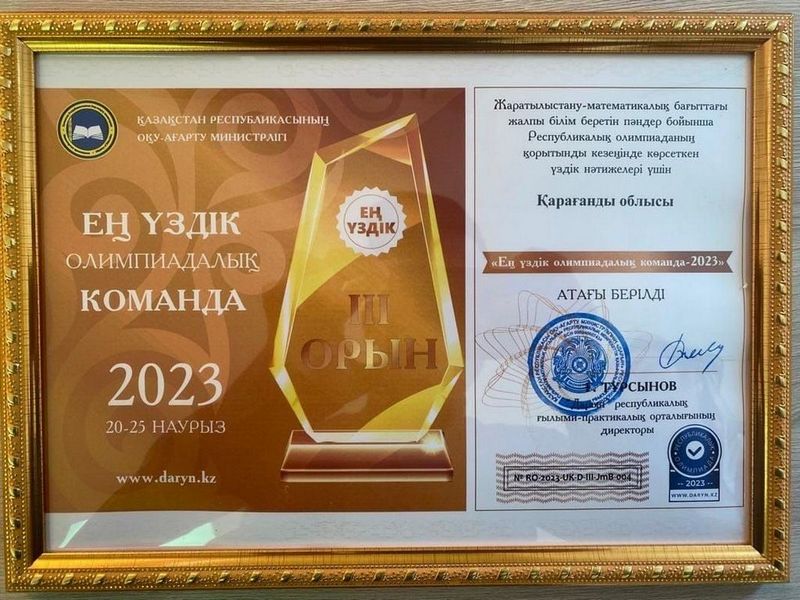 ҚАЗАҚСТАН РЕСПУБЛИКАСЫНЫҢ
ОҚУ-АҒАРТУ МИНИСТРЛІГІ
ЕҢ ҮЗДІК
ОЛИМПИАДАЛЫҚ
КОМАНДА
2023
20-25 НАУРЫЗ
www.daryn.kz
ЕҢ
ҮЗДІК
III
ОРЫН
Жаратылыстану-математикалық бағыттағы
жалпы білім беретін пәндер бойынша
Республикалық олимпиаданың
қорытынды кезеңінде көрсеткен
үздік нәтижелері үшін
Қарағанды облысы
«Ең үздік олимпиадалық команда-2023»
АТАҒЫ БЕРІЛДІ
ТУРСЫНОВ
республикалық
ғылыми-практикалық орталығының
директоры
№ RO-2023-UK-D-III-JmB-004
РЕСПУБЛИКАЛЫҚ
ОЛИМПИАДА
-- 2023 --
WWW.DARYN.KZ